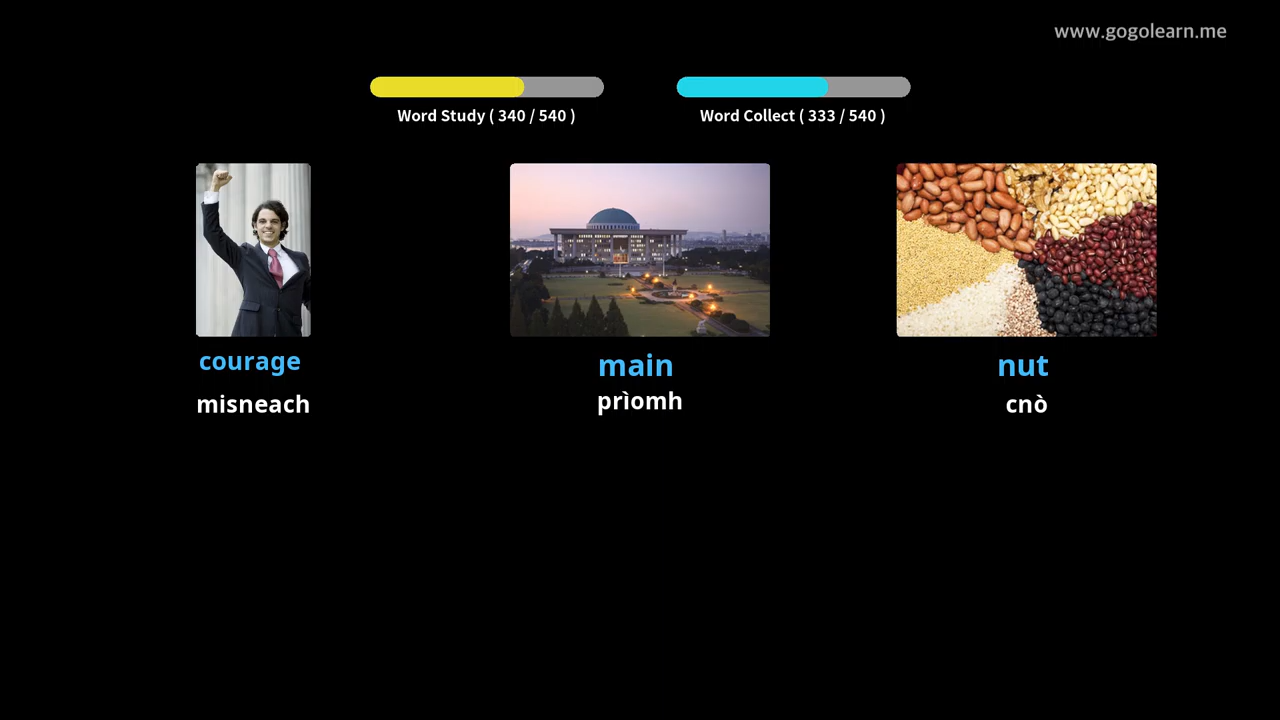 www.gogolearn.me
Word Study ( 340 / 540 )
Word Collect ( 333 / 540 )
courage
misneach
main
prìomh
nut
cnò